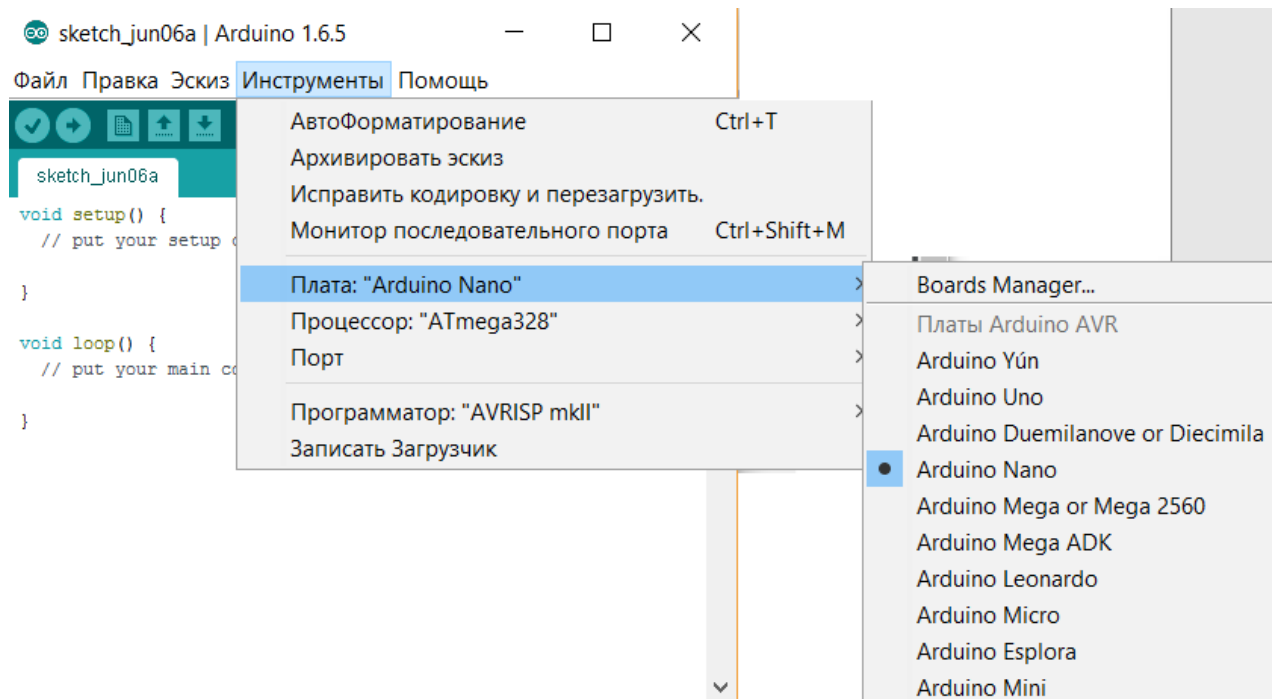 sketch_jun06a | Arduino 1.6.5
Файл Правка Эскиз Инструменты Помощь
sketch_jun06a
void setup() {
// put your setup
}
void loop() {
// put your main
}
АвтоФорматирование Ctrl+T
Архивировать эскиз
Исправить кодировку и перезагрузить.
Монитор последовательного порта Ctrl+Shift+M
Плата: "Arduino Nano"
Процессор: "ATmega328"
Порт
Программатор: "AVRISP mkII"
Записать Загрузчик
Boards Manager...
Платы Arduino AVR
Arduino Yún
Arduino Uno
Arduino Duemilanove or Diecimila
Arduino Nano
Arduino Mega or Mega 2560
Arduino Mega ADK
Arduino Leonardo
Arduino Micro
Arduino Esplora
Arduino Mini